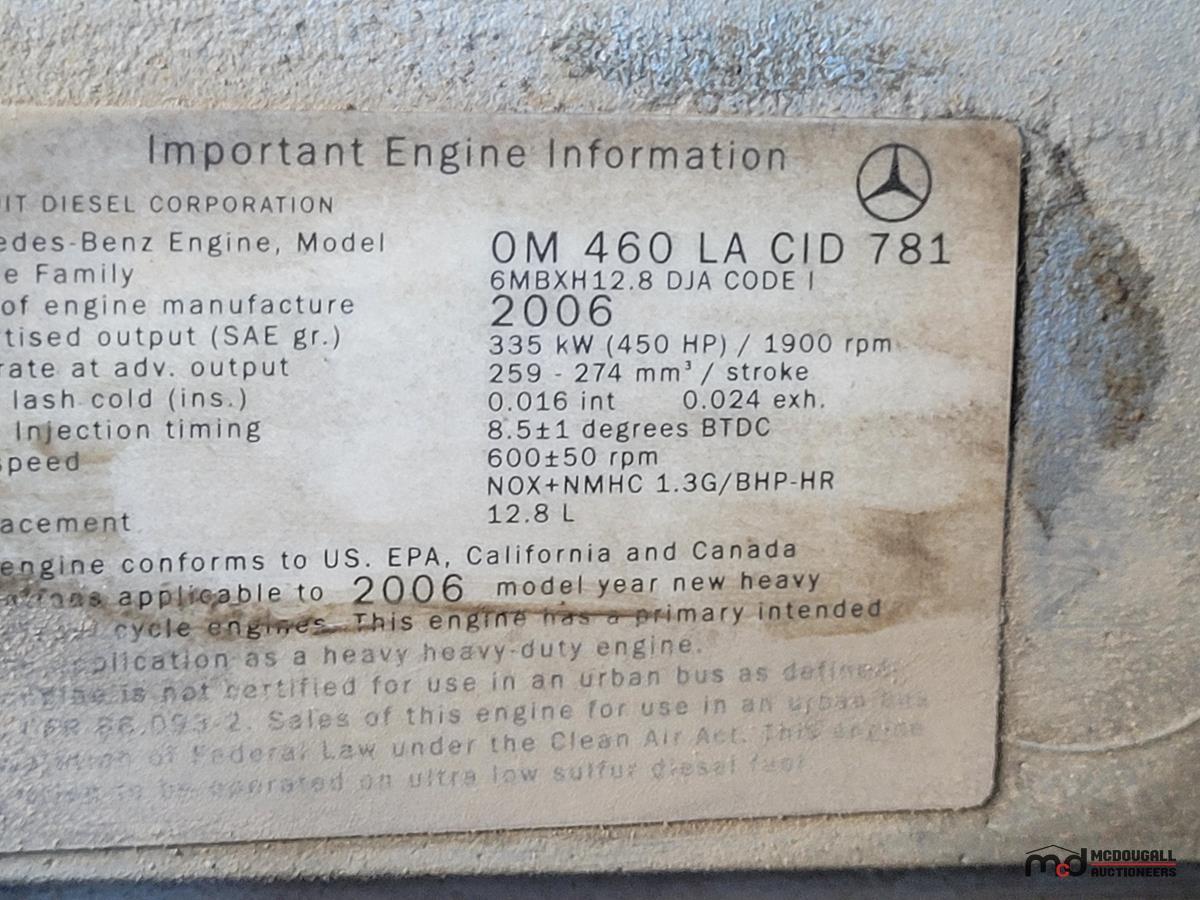 Important Engine Information
IT DIESEL CORPORATION
edes-Benz Engine, Model OM 460 LA CID 781
e Family 6MBXH12.8 DJA CODE I
of engine manufacture 2006
tised output (SAE gr.) 335 kW (450 HP) / 1900 rpm
rate at adv. output 259 - 274 mm³ / stroke
lash cold (ins.) 0.016 int 0.024 exh.
Injection timing 8.5±1 degrees BTDC
speed 600±50 rpm
NOX+NMHC 1.3G/BHP-HR
acement 12.8 L
engine conforms to US. EPA, California and Canada
applicable to 2006 model year new heavy
cycle engines. This engine has a primary intended
plication as a heavy heavy-duty engine.
engine is not certified for use in an urban bus as defined
CFR 86.093-2. Sales of this engine for use in an urban bus
of Federal Law under the Clean Air Act. This engine
to be operated on ultra low sulfur diesel fuel
mcd MCDOUGALL
AUCTIONEERS